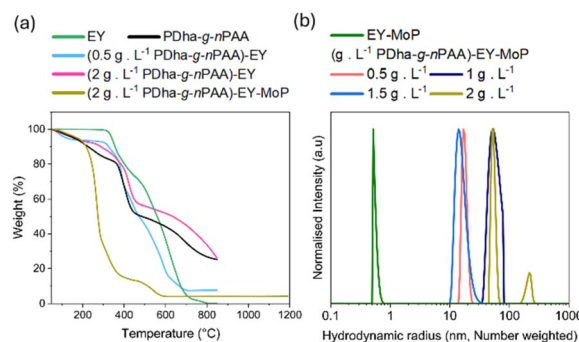 (a)
EY PDha-g-nPAA
(0.5 g . L⁻¹ PDha-g-nPAA)-EY
(2 g . L⁻¹ PDha-g-nPAA)-EY
(2 g . L⁻¹ PDha-g-nPAA)-EY-MoP
100
80
60
40
20
0
Weight (%)
200 400 600 800 1000 1200
Temperature (°C)
(b)
EY-MoP
(g . L⁻¹ PDha-g-nPAA)-EY-MoP
0.5 g . L⁻¹ 1 g . L⁻¹
1.5 g . L⁻¹ 2 g . L⁻¹
Normalised Intensity (a.u)
0.1 1 10 100 1000
Hydrodynamic radius (nm, Number weighted)